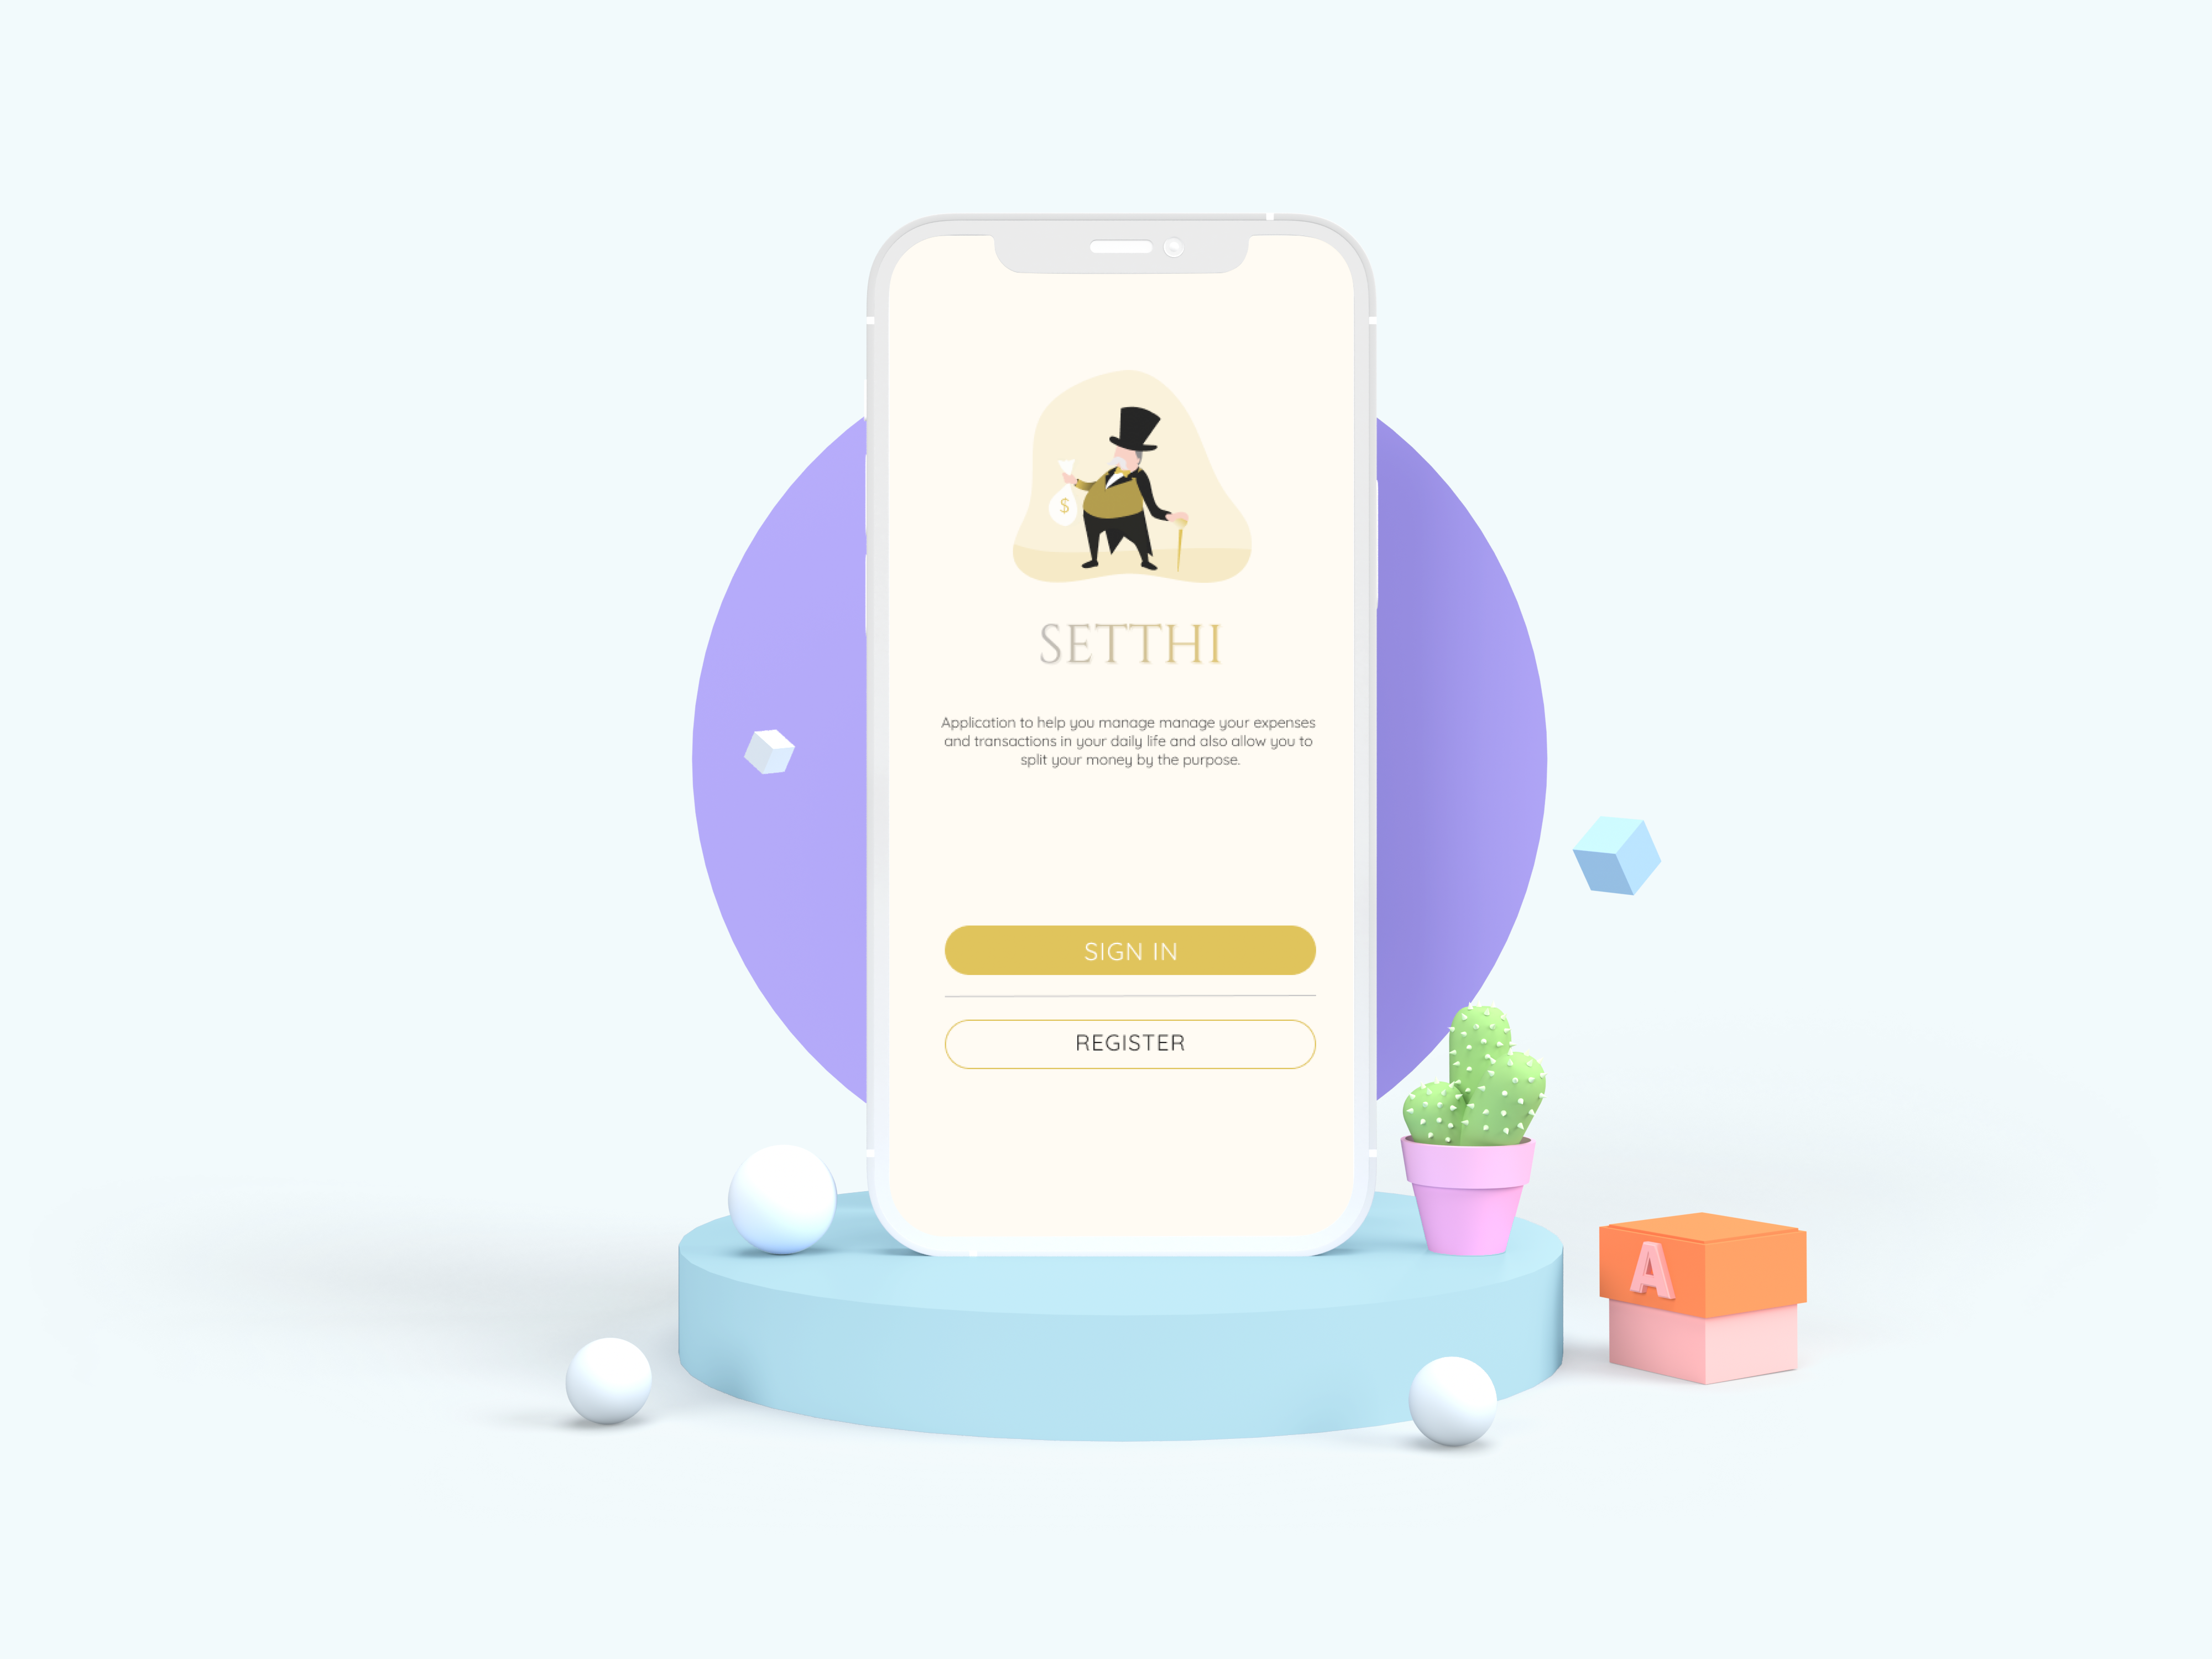 $
SETTHI
Application to help you manage manage your expenses
and transactions in your daily life and also allow you to
split your money by the purpose.
SIGN IN
REGISTER
A